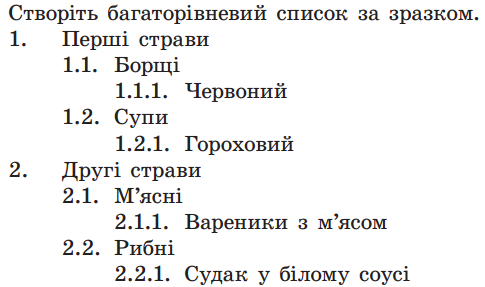 Створіть багаторівневий список за зразком.
1. Перші страви
1.1. Борщі
1.1.1. Червоний
1.2. Супи
1.2.1. Гороховий
2. Другі страви
2.1. М’ясні
2.1.1. Вареники з м’ясом
2.2. Рибні
2.2.1. Судак у білому соусі